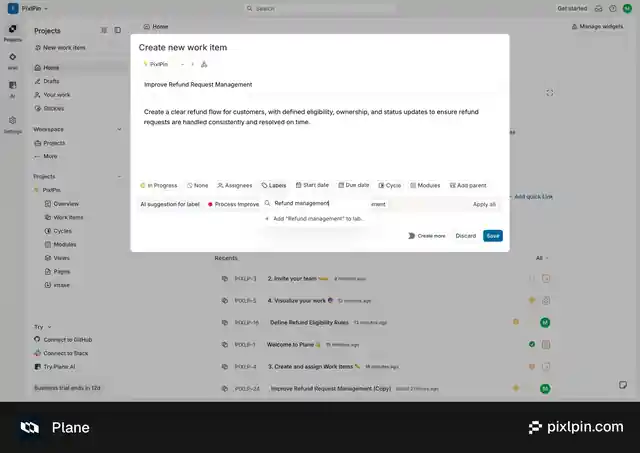 PixlPin
Search
Get started
M
Projects
Wiki
AI
Settings
Projects
New work item
Home
Drafts
Your work
Stickies
Workspace
Projects
More
Projects
PixlPin
Overview
Work items
Cycles
Modules
Views
Pages
Intake
Try
Connect to GitHub
Connect to Slack
Try Plane AI
Business trial ends in 12d
Home
Manage widgets
Create new work item
PixlPin
Improve Refund Request Management
Create a clear refund flow for customers, with defined eligibility, ownership, and status updates to ensure refund
requests are handled consistently and resolved on time.
In Progress
None
Assignees
Labels
Start date
Due date
Cycle
Modules
Add parent
AI suggestion for label
Process Improve
Refund management
Apply all
+ Add "Refund management" to lab..
Create more
Discard
Save
+ Add quick Link
Recents
All
PIXLP-3 2. Invite your team
PIXLP-5 4. Visualize your work
PIXLP-16 Define Refund Eligibility Rules
M
PIXLP-1 Welcome to Plane
PIXLP-4 3. Create and assign Work items
PIXLP-24 Improve Refund Request Management (Copy)
M
Plane
pixlpin.com